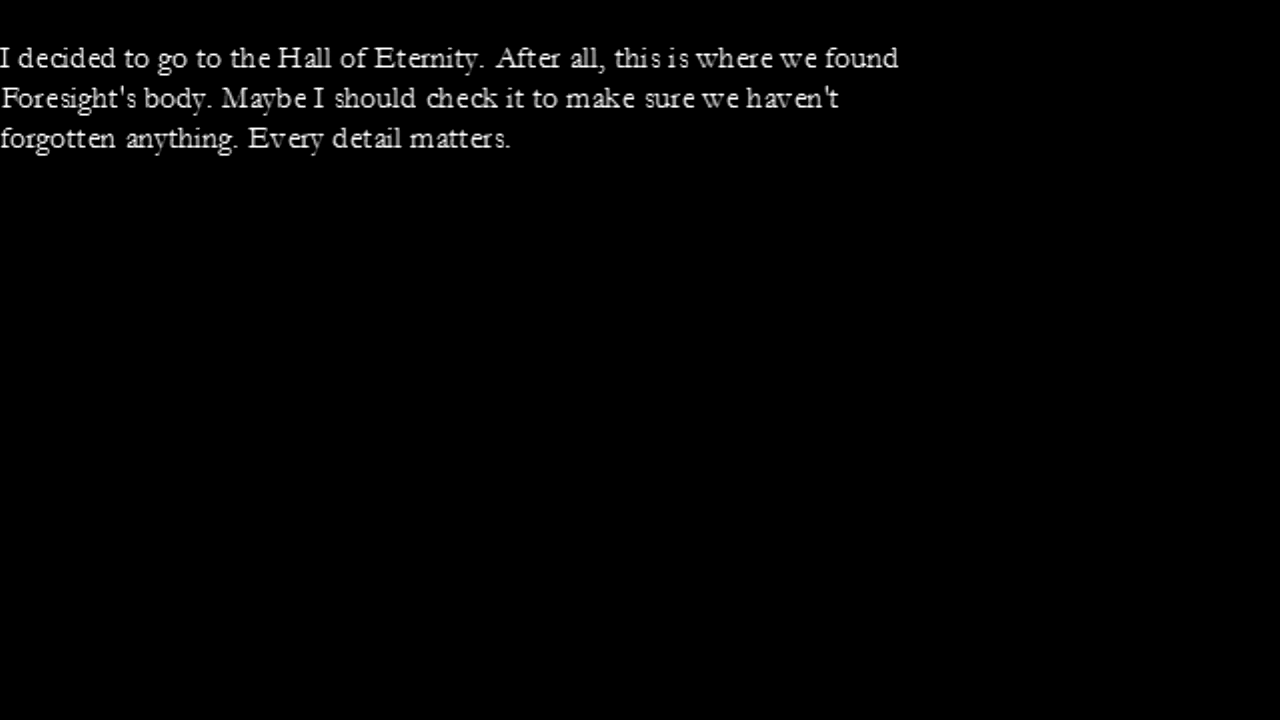 I decided to go to the Hall of Eternity. After all, this is where we found
Foresight's body. Maybe I should check it to make sure we haven't
forgotten anything. Every detail matters.